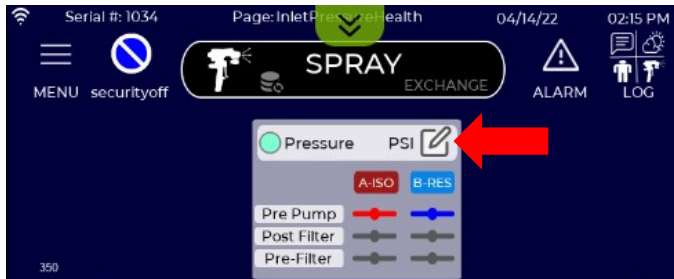 Serial #: 1034 Page: InletPressureHealth 04/14/22 02:15 PM
MENU securityoff SPRAY EXCHANGE ALARM LOG
Pressure PSI
A-ISO B-RES
Pre Pump
Post Filter
Pre-Filter
350